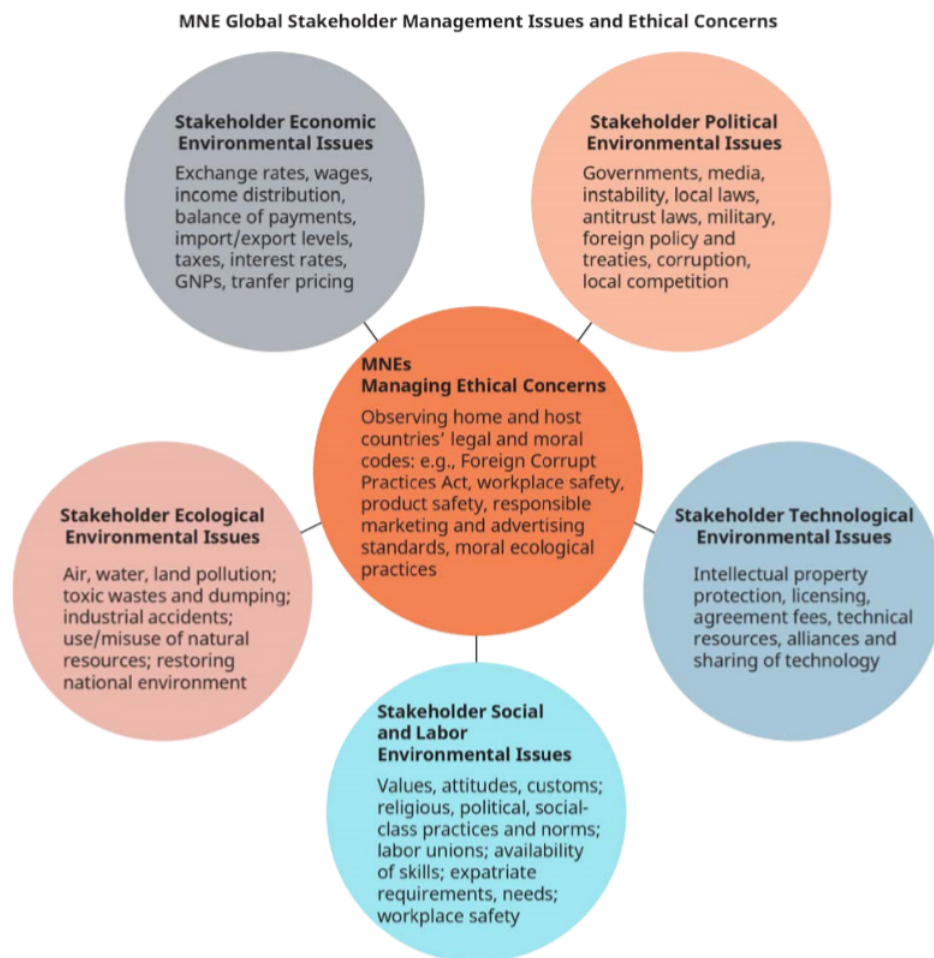 MNE Global Stakeholder Management Issues and Ethical Concerns
Stakeholder Economic
Environmental Issues
Exchange rates, wages,
income distribution,
balance of payments,
import/export levels,
taxes, interest rates,
GNPs, tranfer pricing
Stakeholder Political
Environmental Issues
Governments, media,
instability, local laws,
antitrust laws, military,
foreign policy and
treaties, corruption,
local competition
MNEs
Managing Ethical Concerns
Observing home and host
countries' legal and moral
codes: e.g., Foreign Corrupt
Practices Act, workplace safety,
product safety, responsible
marketing and advertising
standards, moral ecological
practices
Stakeholder Ecological
Environmental Issues
Air, water, land pollution;
toxic wastes and dumping;
industrial accidents;
use/misuse of natural
resources; restoring
national environment
Stakeholder Technological
Environmental Issues
Intellectual property
protection, licensing,
agreement fees, technical
resources, alliances and
sharing of technology
Stakeholder Social
and Labor
Environmental Issues
Values, attitudes, customs;
religious, political, social-
class practices and norms;
labor unions; availability
of skills; expatriate
requirements, needs;
workplace safety